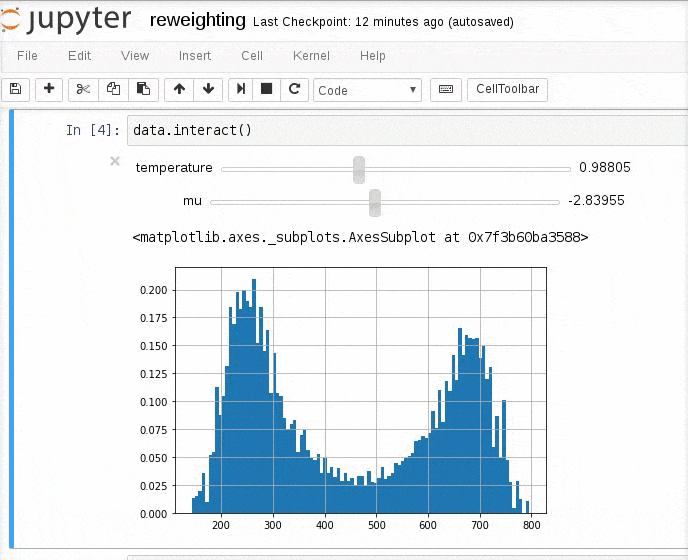 jupyter reweighting Last Checkpoint: 12 minutes ago (autosaved)
File Edit View Insert Cell Kernel Help
Code CellToolbar
In [4]: data.interact()
temperature 0.98805
mu -2.83955
<matplotlib.axes._subplots.AxesSubplot at 0x7f3b60ba3588>
0.200
0.175
0.150
0.125
0.100
0.075
0.050
0.025
0.000
200 300 400 500 600 700 800